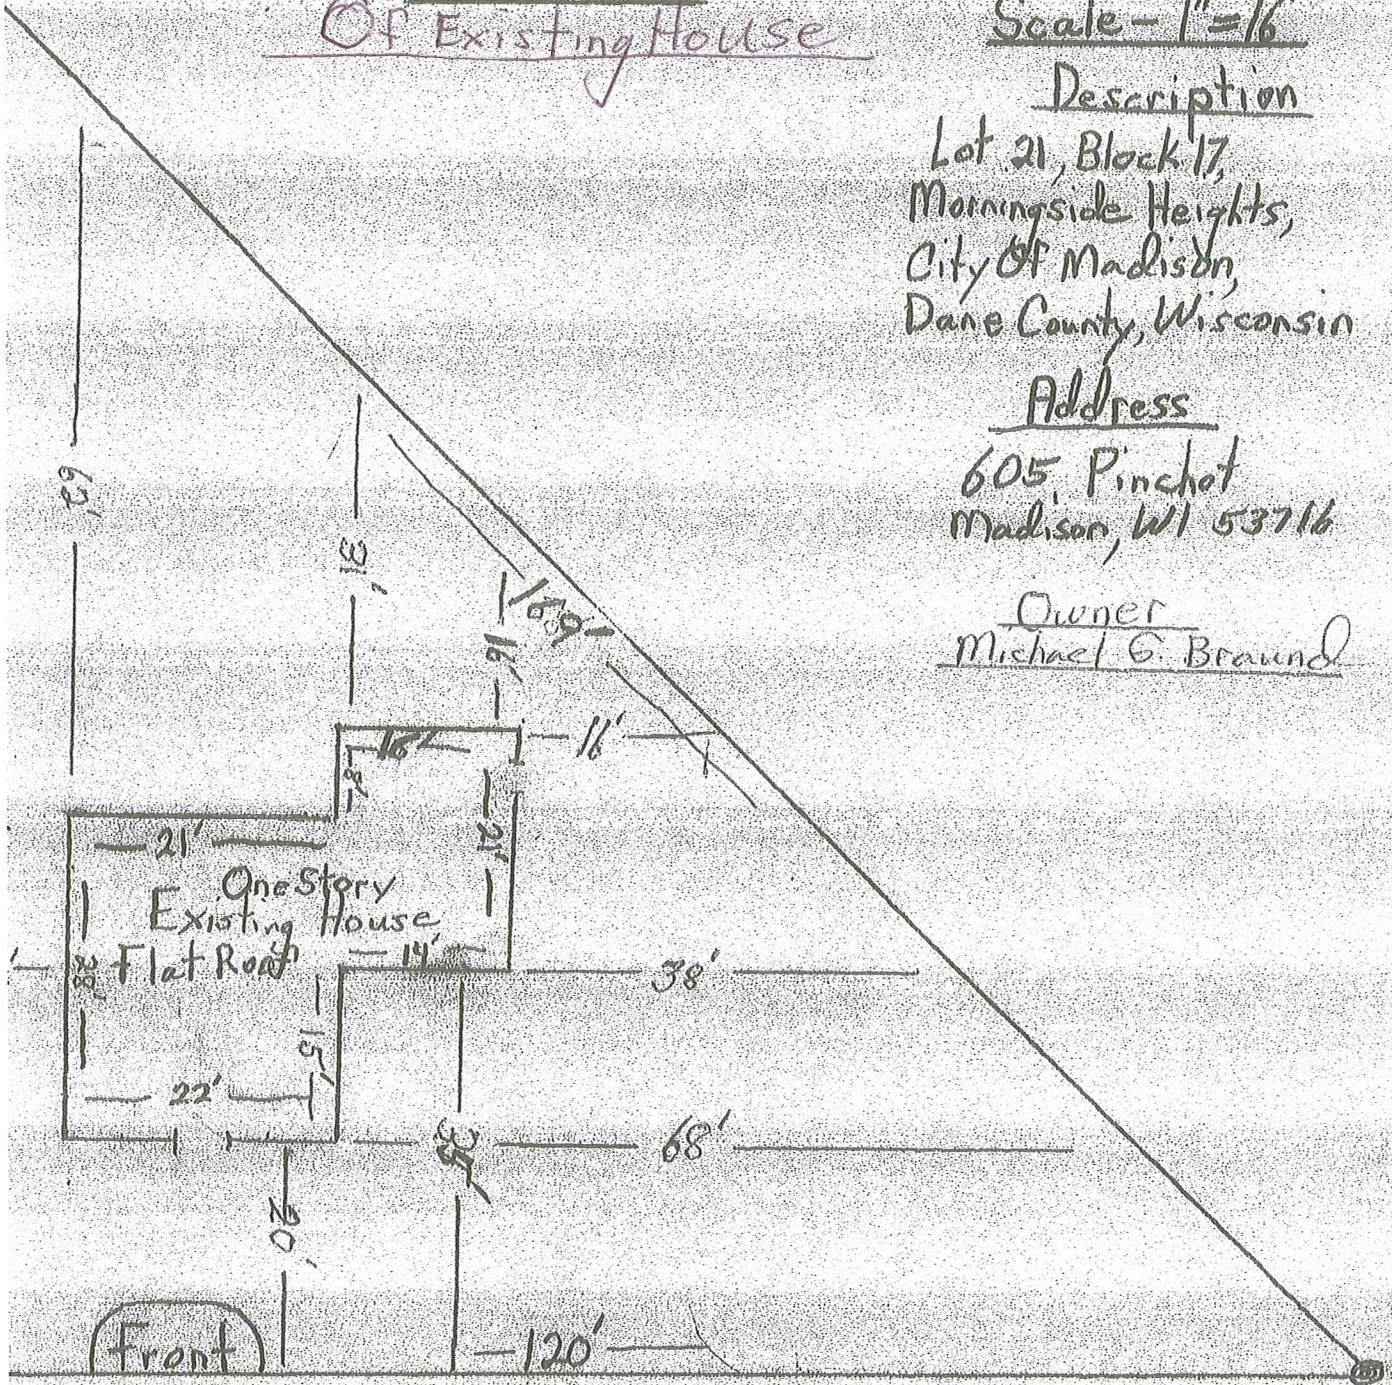 Of Existing House
Scale - 1"=16'
Description
Lot 21, Block 17,
Morningside Heights,
City Of Madison,
Dane County, Wisconsin
Address
605 Pinchot
Madison, WI 53716
Owner
Michael G. Braund
62'
31'
169'
16'
16'
11'
8'
21'
21'
One Story
Existing House
Flat Roof
14'
38'
15'
22'
68'
35'
20'
Front
120'